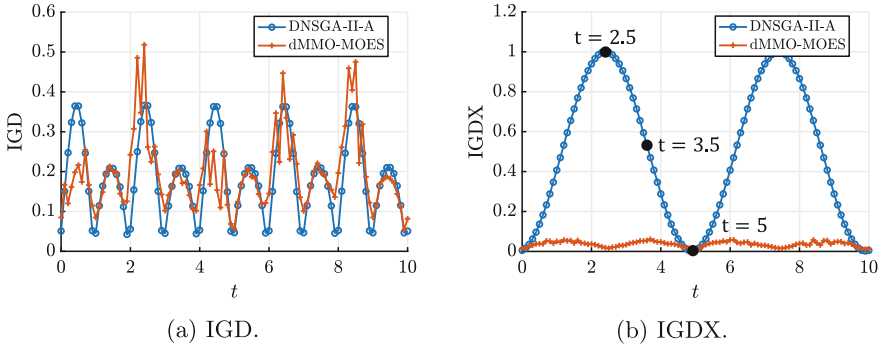 0.6
0.5
0.4
0.3
0.2
0.1
0
IGD
DNSGA-II-A
dMMO-MOES
0 2 4 6 8 10
t
(a) IGD.
1.2
1
0.8
0.6
0.4
0.2
0
IGDX
DNSGA-II-A
dMMO-MOES
t = 2.5
t = 3.5
t = 5
0 2 4 6 8 10
t
(b) IGDX.